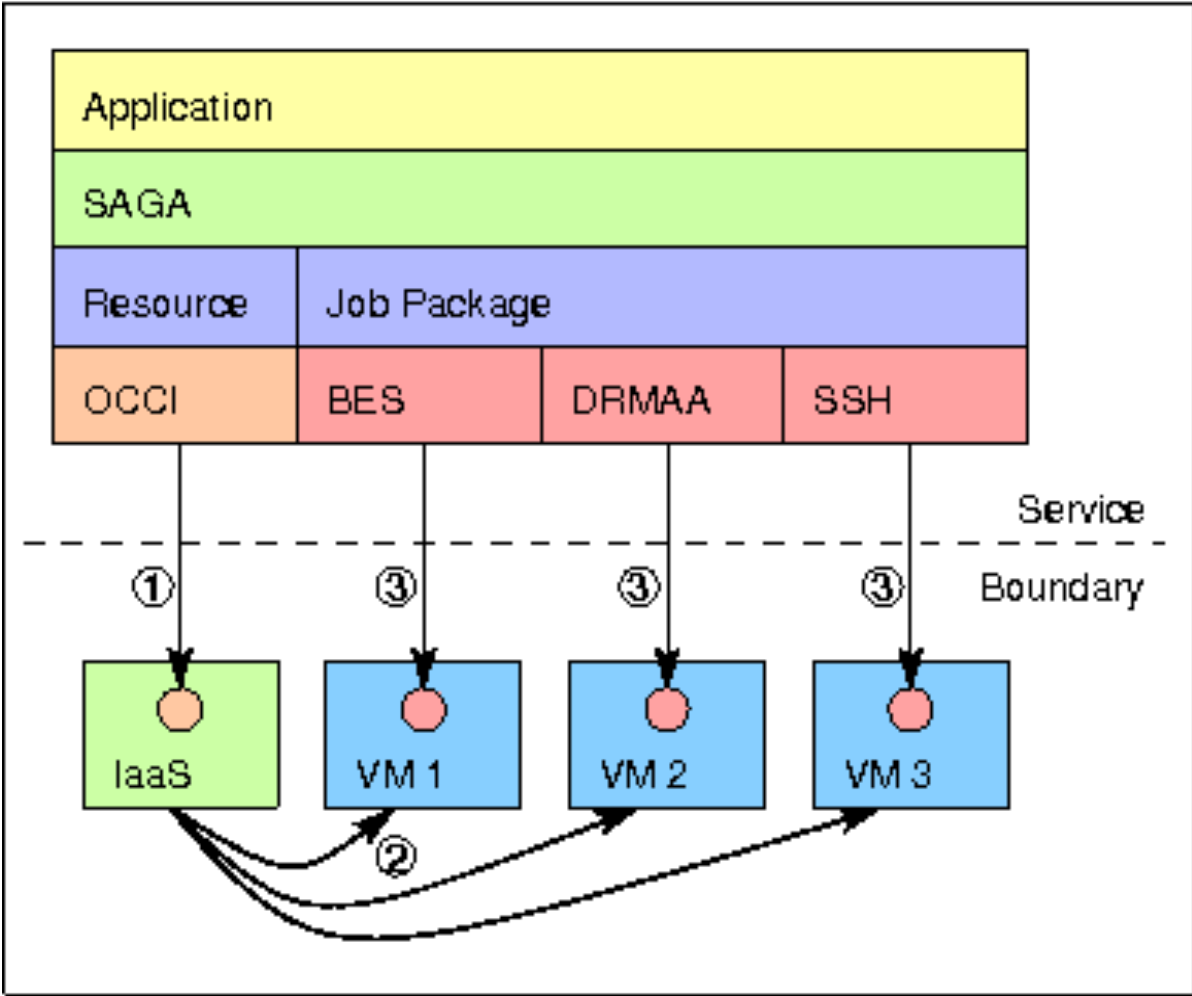 Application
SAGA
Resource Job Package
OCCI BES DRMAA SSH
Service
① ③ ③ ③ Boundary
IaaS VM 1 VM 2 VM 3
②